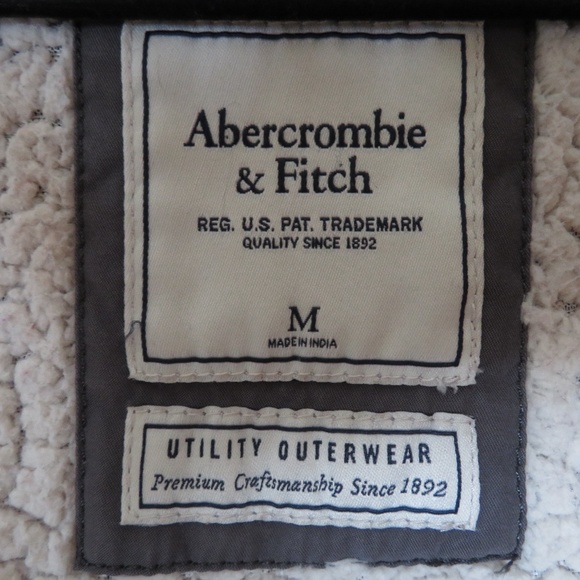 Abercrombie
& Fitch
REG. U.S. PAT. TRADEMARK
QUALITY SINCE 1892
M
MADE IN INDIA
UTILITY OUTERWEAR
Premium Craftsmanship Since 1892